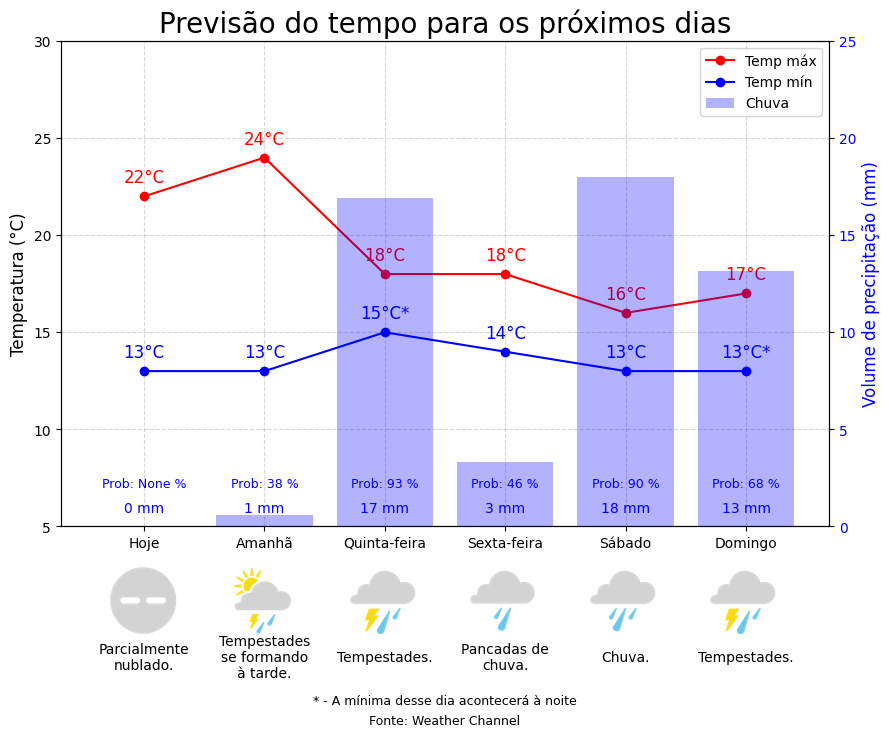 Previsão do tempo para os próximos dias
Temp máx
Temp mín
Chuva
Temperatura (°C)
Volume de precipitação (mm)
30
25
20
15
10
5
25
20
15
10
5
0
22°C
24°C
18°C
18°C
16°C
17°C
13°C
13°C
15°C*
14°C
13°C
13°C*
Prob: None %
Prob: 38 %
Prob: 93 %
Prob: 46 %
Prob: 90 %
Prob: 68 %
0 mm
1 mm
17 mm
3 mm
18 mm
13 mm
Hoje
Amanhã
Quinta-feira
Sexta-feira
Sábado
Domingo
Parcialmente
nublado.
Tempestades
se formando
à tarde.
Tempestades.
Pancadas de
chuva.
Chuva.
Tempestades.
* - A mínima desse dia acontecerá à noite
Fonte: Weather Channel